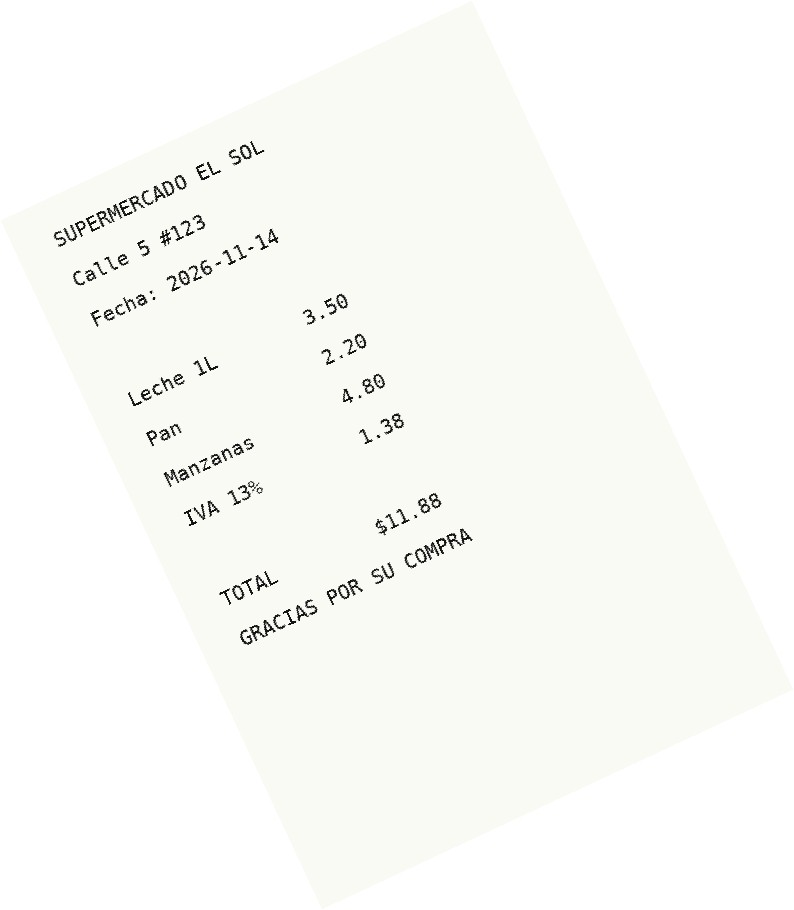 SUPERMERCADO EL SOL
Calle 5 #123
Fecha: 2026-11-14
Leche 1L 3.50
Pan 2.20
Manzanas 4.80
IVA 13% 1.38
TOTAL $11.88
GRACIAS POR SU COMPRA